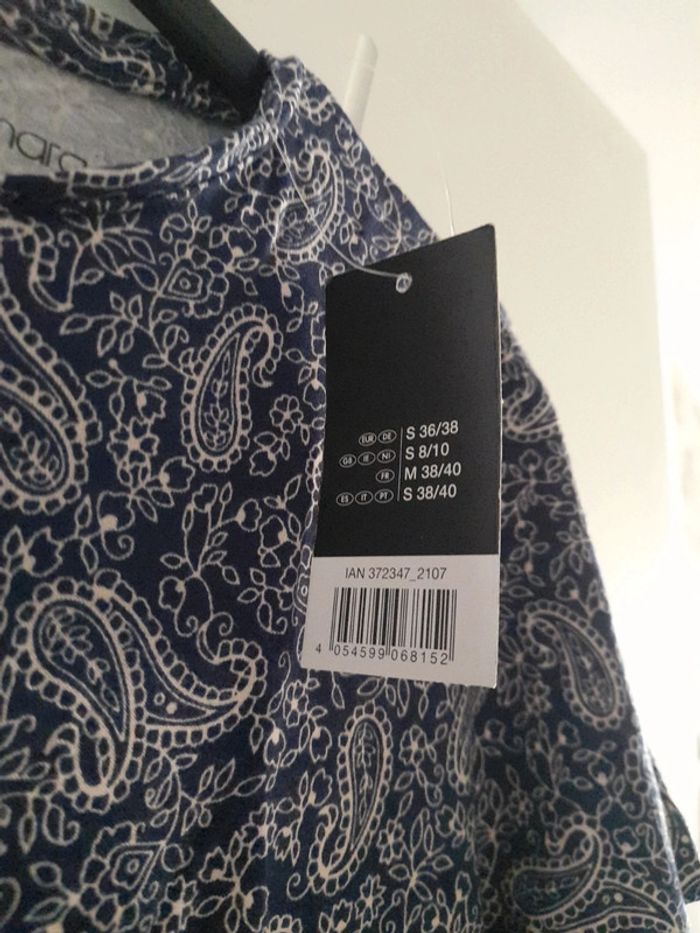 EUR DE S 36/38
GB IE NI S 8/10
FR M 38/40
ES IT PT S 38/40
IAN 372347_2107
4 054599 068152